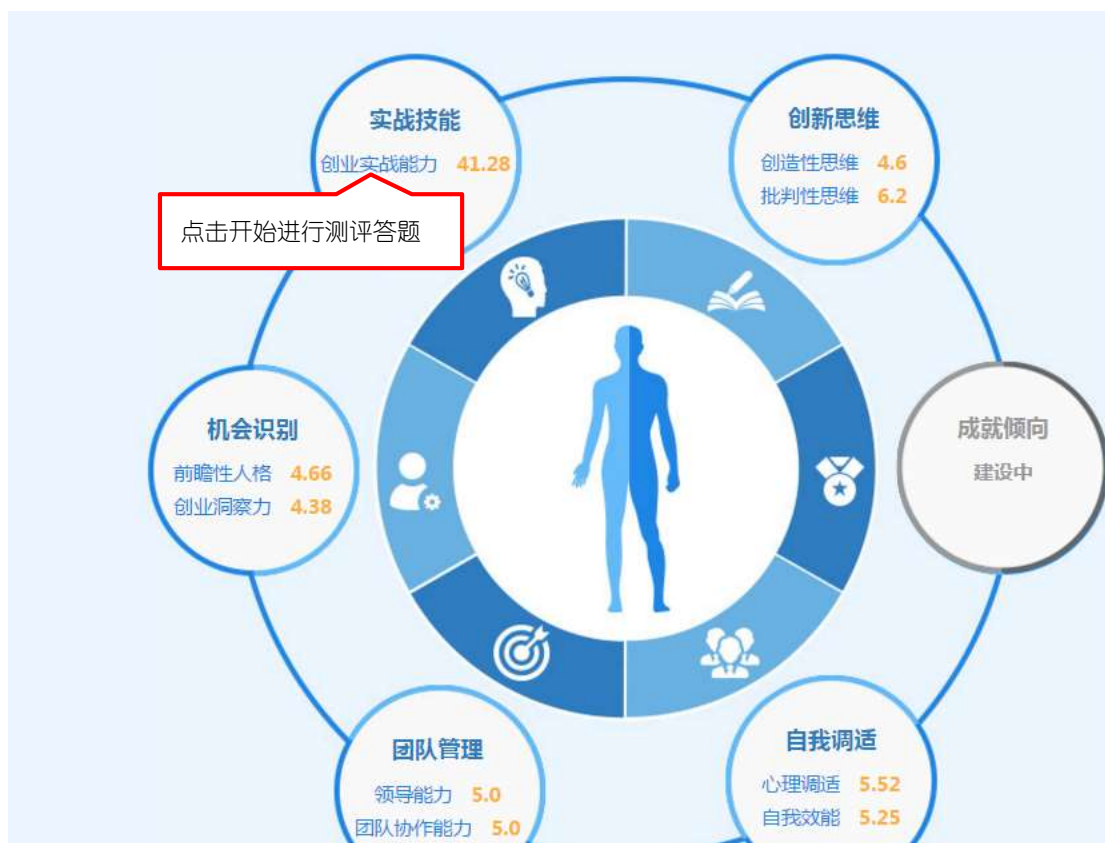 实战技能
创业实战能力 41.28
点击开始进行测评答题
创新思维
创造性思维 4.6
批判性思维 6.2
机会识别
前瞻性人格 4.66
创业洞察力 4.38
成就倾向
建设中
团队管理
领导能力 5.0
团队协作能力 5.0
自我调适
心理调适 5.52
自我效能 5.25